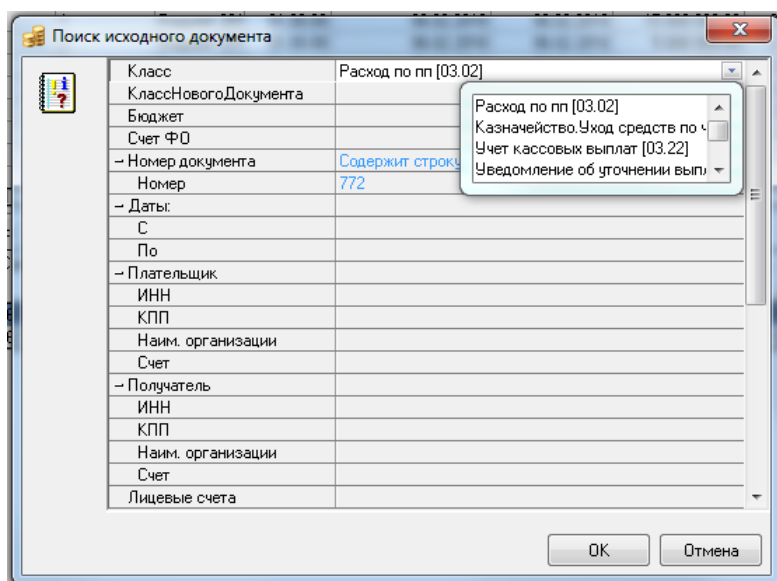 Поиск исходного документа
Класс Расход по пп [03.02]
КлассНовогоДокумента
Бюджет
Счет ФО
Номер документа Содержит строку
Номер 772
Даты:
С
По
Плательщик
ИНН
КПП
Наим. организации
Счет
Получатель
ИНН
КПП
Наим. организации
Счет
Лицевые счета
Расход по пп [03.02]
Казначейство.Уход средств по
Учет кассовых выплат [03.22]
Уведомление об уточнении
ОК
Отмена